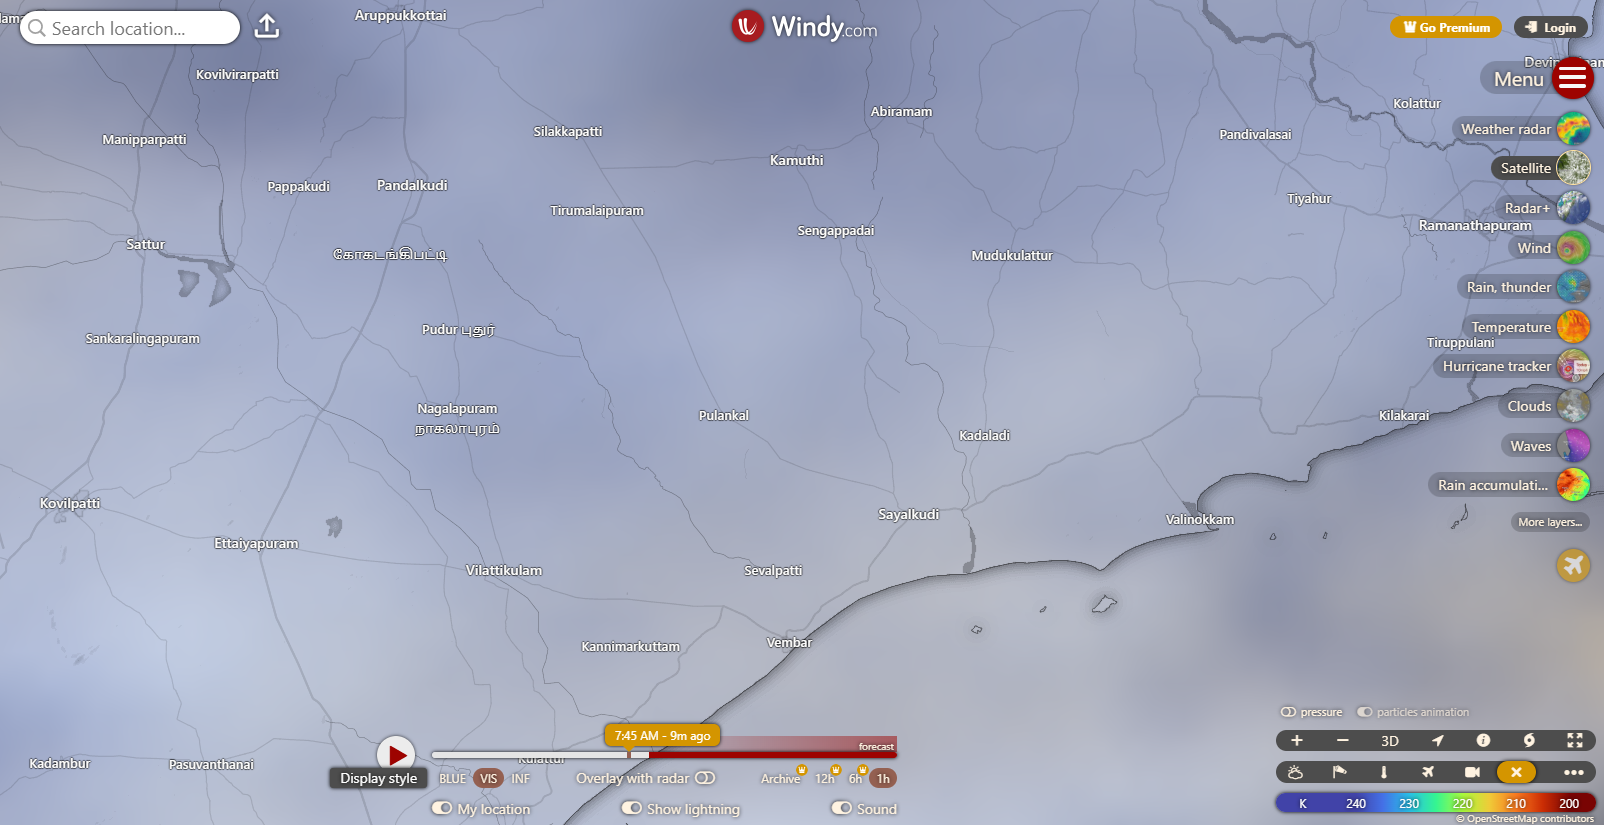 Search location...
Windy.com
Go Premium
Login
Menu
Weather radar
Satellite
Radar+
Wind
Rain, thunder
Temperature
Hurricane tracker
Clouds
Waves
Rain accumulati...
More layers...
Aruppukkottai
Kovilvirarpatti
Manipparpatti
Silakkapatti
Abiramam
Kolattur
Pandivalasai
Kamuthi
Pappakudi
Pandalkudi
Tirumalaipuram
Tiyahur
Sengappadai
Ramanathapuram
Sattur
கோகடங்கிபட்டி
Mudukulattur
Pudur புதுர்
Sankaralingapuram
Tiruppulani
Nagalapuram
நாகலாபுரம்
Pulankal
Kadaladi
Kilakarai
Kovilpatti
Sayalkudi
Valinokkam
Ettaiyapuram
Vilattikulam
Sevalpatti
Kannimarkuttam
Vembar
Kadambur
Pasuvanthanai
Kulattur
7:45 AM - 9m ago
forecast
Display style
BLUE VIS INF
Overlay with radar
Archive 12h 6h 1h
My location
Show lightning
Sound
pressure
particles animation
3D
K 240 230 220 210 200
© OpenStreetMap contributors